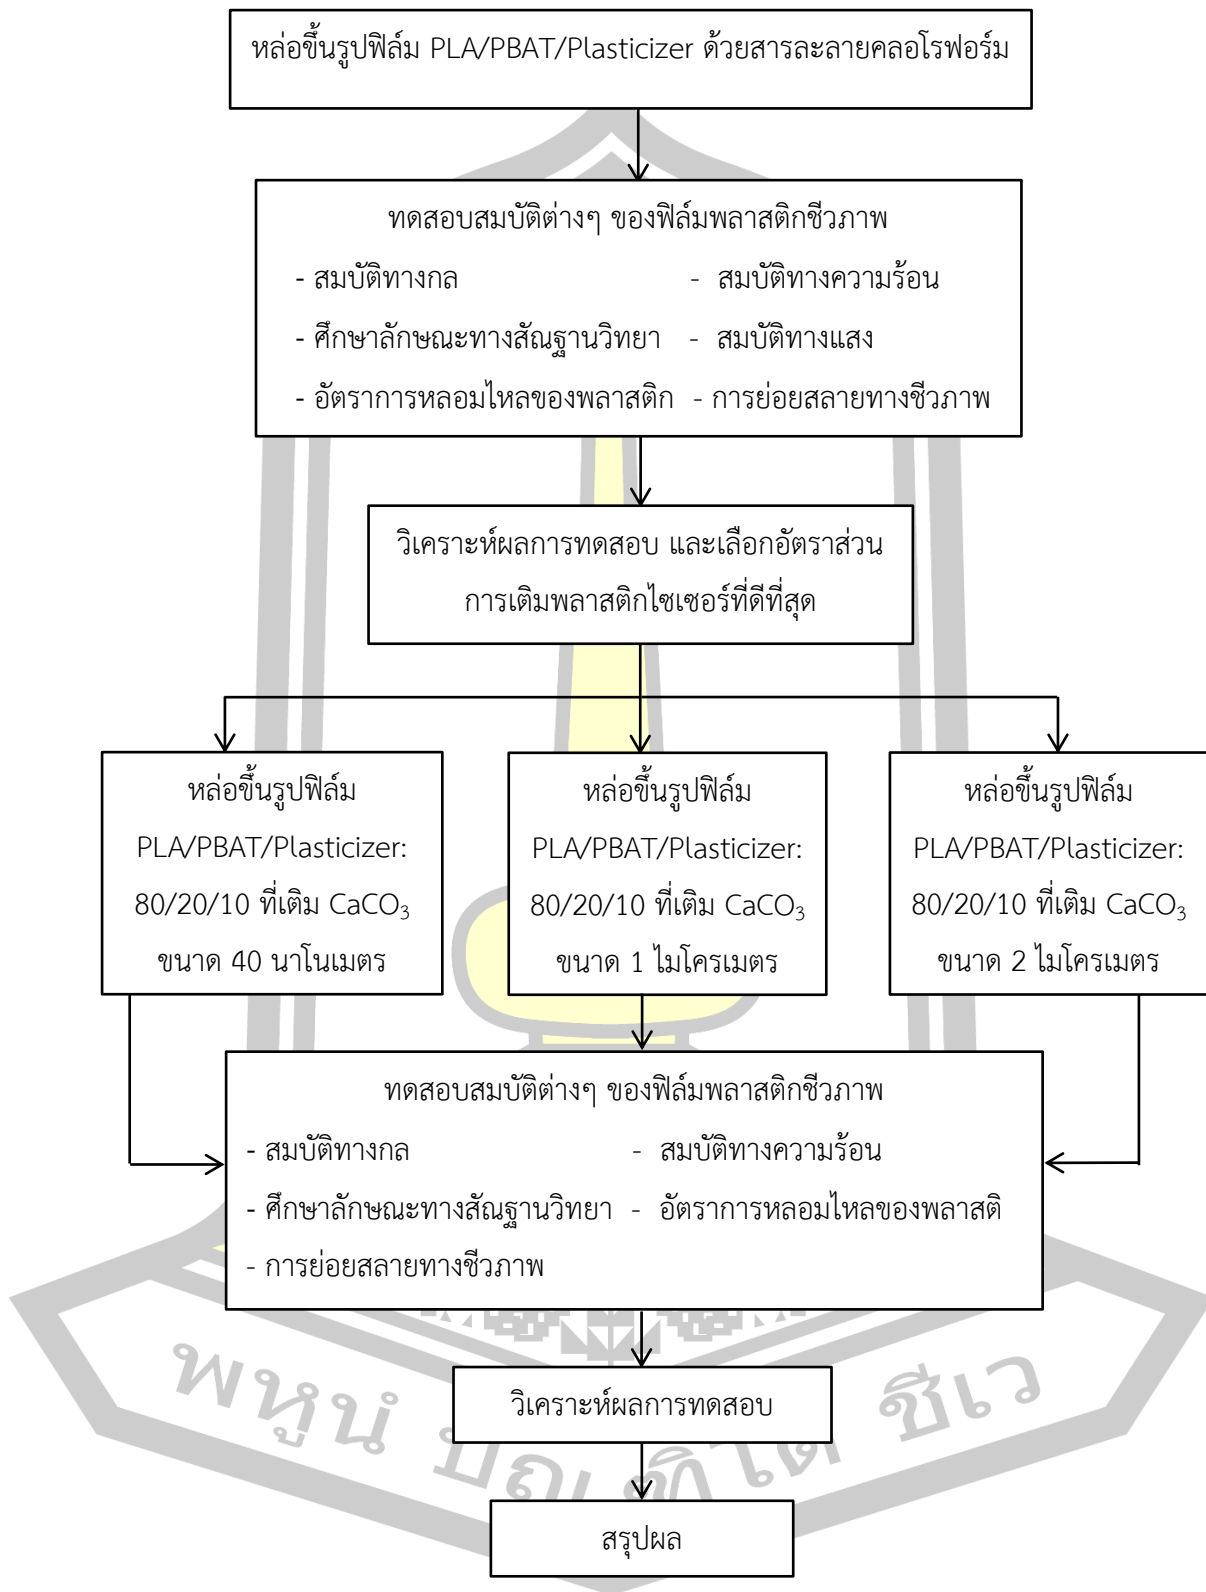 หล่อขึ้นรูปฟิล์ม PLA/PBAT/Plasticizer ด้วยสารละลายคลอโรฟอร์ม
ทดสอบสมบัติต่างๆ ของฟิล์มพลาสติกชีวภาพ
- สมบัติทางกล - สมบัติทางความร้อน
- ศึกษาลักษณะทางสัณฐานวิทยา - สมบัติทางแสง
- อัตราการหลอมไหลของพลาสติก - การย่อยสลายทางชีวภาพ
วิเคราะห์ผลการทดสอบ และเลือกอัตราส่วน
การเติมพลาสติกไซเซอร์ที่ดีที่สุด
หล่อขึ้นรูปฟิล์ม
PLA/PBAT/Plasticizer:
80/20/10 ที่เติม CaCO₃
ขนาด 40 นาโนเมตร
หล่อขึ้นรูปฟิล์ม
PLA/PBAT/Plasticizer:
80/20/10 ที่เติม CaCO₃
ขนาด 1 ไมโครเมตร
หล่อขึ้นรูปฟิล์ม
PLA/PBAT/Plasticizer:
80/20/10 ที่เติม CaCO₃
ขนาด 2 ไมโครเมตร
ทดสอบสมบัติต่างๆ ของฟิล์มพลาสติกชีวภาพ
- สมบัติทางกล - สมบัติทางความร้อน
- ศึกษาลักษณะทางสัณฐานวิทยา - อัตราการหลอมไหลของพลาสติ
- การย่อยสลายทางชีวภาพ
วิเคราะห์ผลการทดสอบ
สรุปผล
พหูนํ ปณฺฑิโต ชีเว